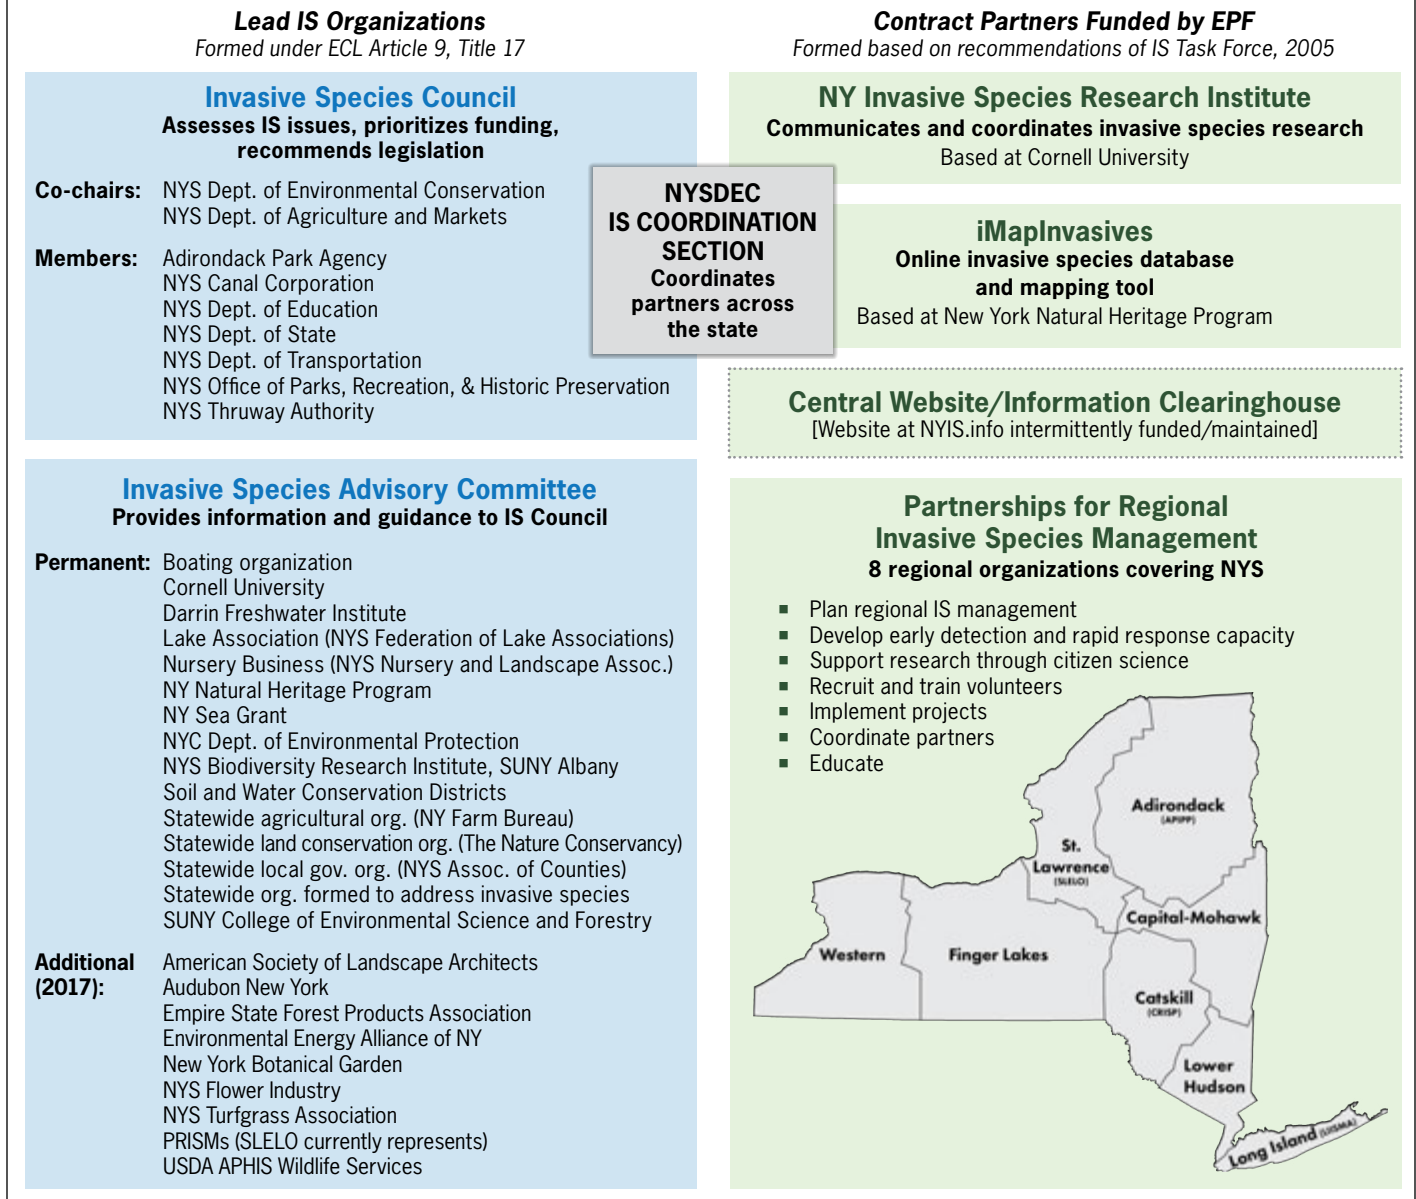 Lead IS Organizations
Formed under ECL Article 9, Title 17
Invasive Species Council
Assesses IS issues, prioritizes funding,
recommends legislation
Co-chairs: NYS Dept. of Environmental Conservation
NYS Dept. of Agriculture and Markets
Members: Adirondack Park Agency
NYS Canal Corporation
NYS Dept. of Education
NYS Dept. of State
NYS Dept. of Transportation
NYS Office of Parks, Recreation, & Historic Preservation
NYS Thruway Authority
Invasive Species Advisory Committee
Provides information and guidance to IS Council
Permanent: Boating organization
Cornell University
Darrin Freshwater Institute
Lake Association (NYS Federation of Lake Associations)
Nursery Business (NYS Nursery and Landscape Assoc.)
NY Natural Heritage Program
NY Sea Grant
NYC Dept. of Environmental Protection
NYS Biodiversity Research Institute, SUNY Albany
Soil and Water Conservation Districts
Statewide agricultural org. (NY Farm Bureau)
Statewide land conservation org. (The Nature Conservancy)
Statewide local gov. org. (NYS Assoc. of Counties)
Statewide org. formed to address invasive species
SUNY College of Environmental Science and Forestry
Additional American Society of Landscape Architects
(2017): Audubon New York
Empire State Forest Products Association
Environmental Energy Alliance of NY
New York Botanical Garden
NYS Flower Industry
NYS Turfgrass Association
PRISMs (SLELO currently represents)
USDA APHIS Wildlife Services
NYSDEC
IS COORDINATION
SECTION
Coordinates
partners across
the state
Contract Partners Funded by EPF
Formed based on recommendations of IS Task Force, 2005
NY Invasive Species Research Institute
Communicates and coordinates invasive species research
Based at Cornell University
iMapInvasives
Online invasive species database
and mapping tool
Based at New York Natural Heritage Program
Central Website/Information Clearinghouse
[Website at NYIS.info intermittently funded/maintained]
Partnerships for Regional
Invasive Species Management
8 regional organizations covering NYS
▪ Plan regional IS management
▪ Develop early detection and rapid response capacity
▪ Support research through citizen science
▪ Recruit and train volunteers
▪ Implement projects
▪ Coordinate partners
▪ Educate
Adirondack
(APIPP)
St.
Lawrence
(SLELO)
Capital-Mohawk
Western
Finger Lakes
Catskill
(CRISP)
Lower
Hudson
Long Island (LIISMA)